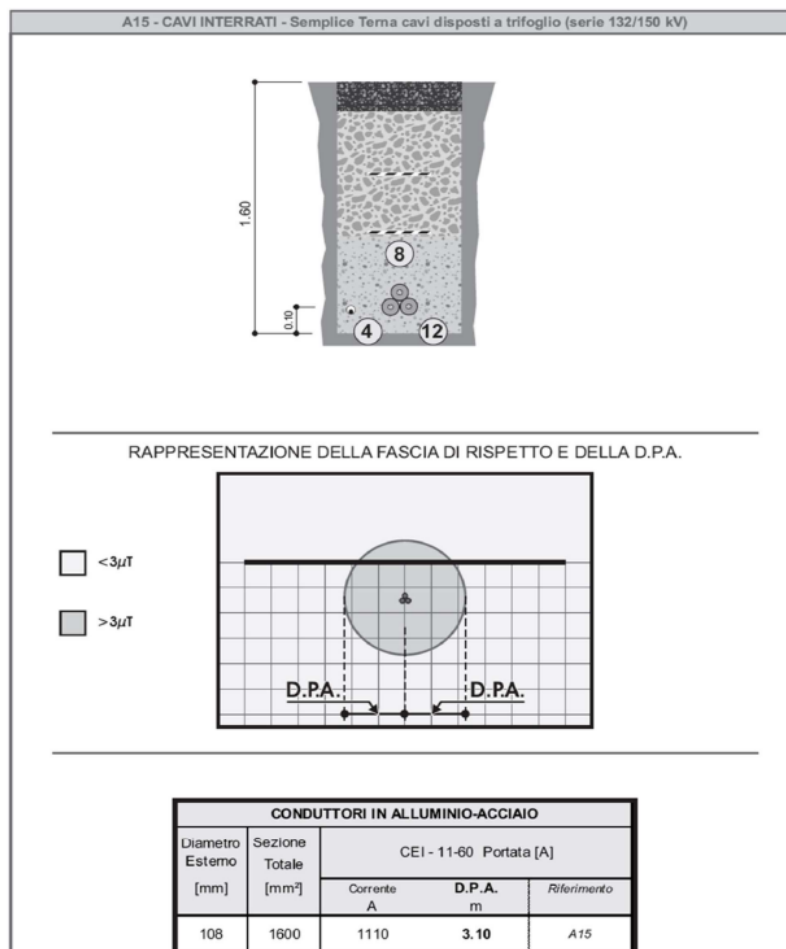 A15 - CAVI INTERRATI - Semplice Terna cavi disposti a trifoglio (serie 132/150 kV)
1.60
8
0.10
4
12
RAPPRESENTAZIONE DELLA FASCIA DI RISPETTO E DELLA D.P.A.
<3µT
>3µT
D.P.A. D.P.A.
CONDUTTORI IN ALLUMINIO-ACCIAIO
Diametro Esterno [mm]
Sezione Totale [mm²]
CEI - 11-60 Portata [A]
Corrente A
D.P.A. m
Riferimento
108 1600 1110 3.10 A15